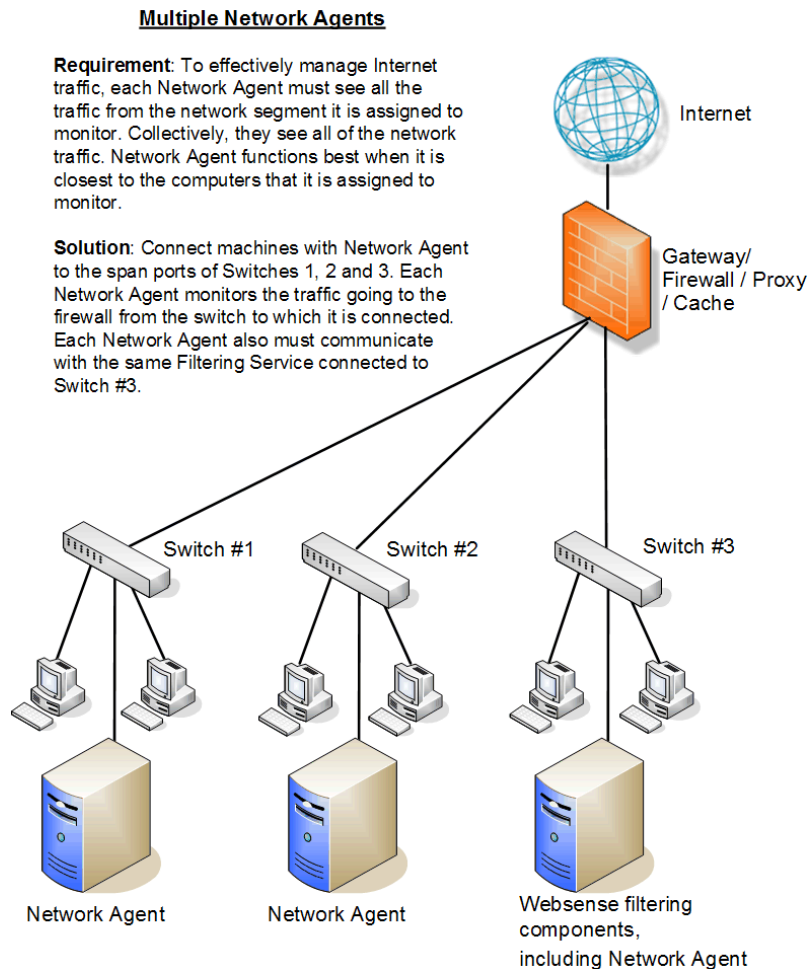 Multiple Network Agents
Requirement: To effectively manage Internet
traffic, each Network Agent must see all the
traffic from the network segment it is assigned to
monitor. Collectively, they see all of the network
traffic. Network Agent functions best when it is
closest to the computers that it is assigned to
monitor.
Solution: Connect machines with Network Agent
to the span ports of Switches 1, 2 and 3. Each
Network Agent monitors the traffic going to the
firewall from the switch to which it is connected.
Each Network Agent also must communicate
with the same Filtering Service connected to
Switch #3.
Internet
Gateway/
Firewall / Proxy
/ Cache
Switch #1
Switch #2
Switch #3
Network Agent
Network Agent
Websense filtering
components,
including Network Agent